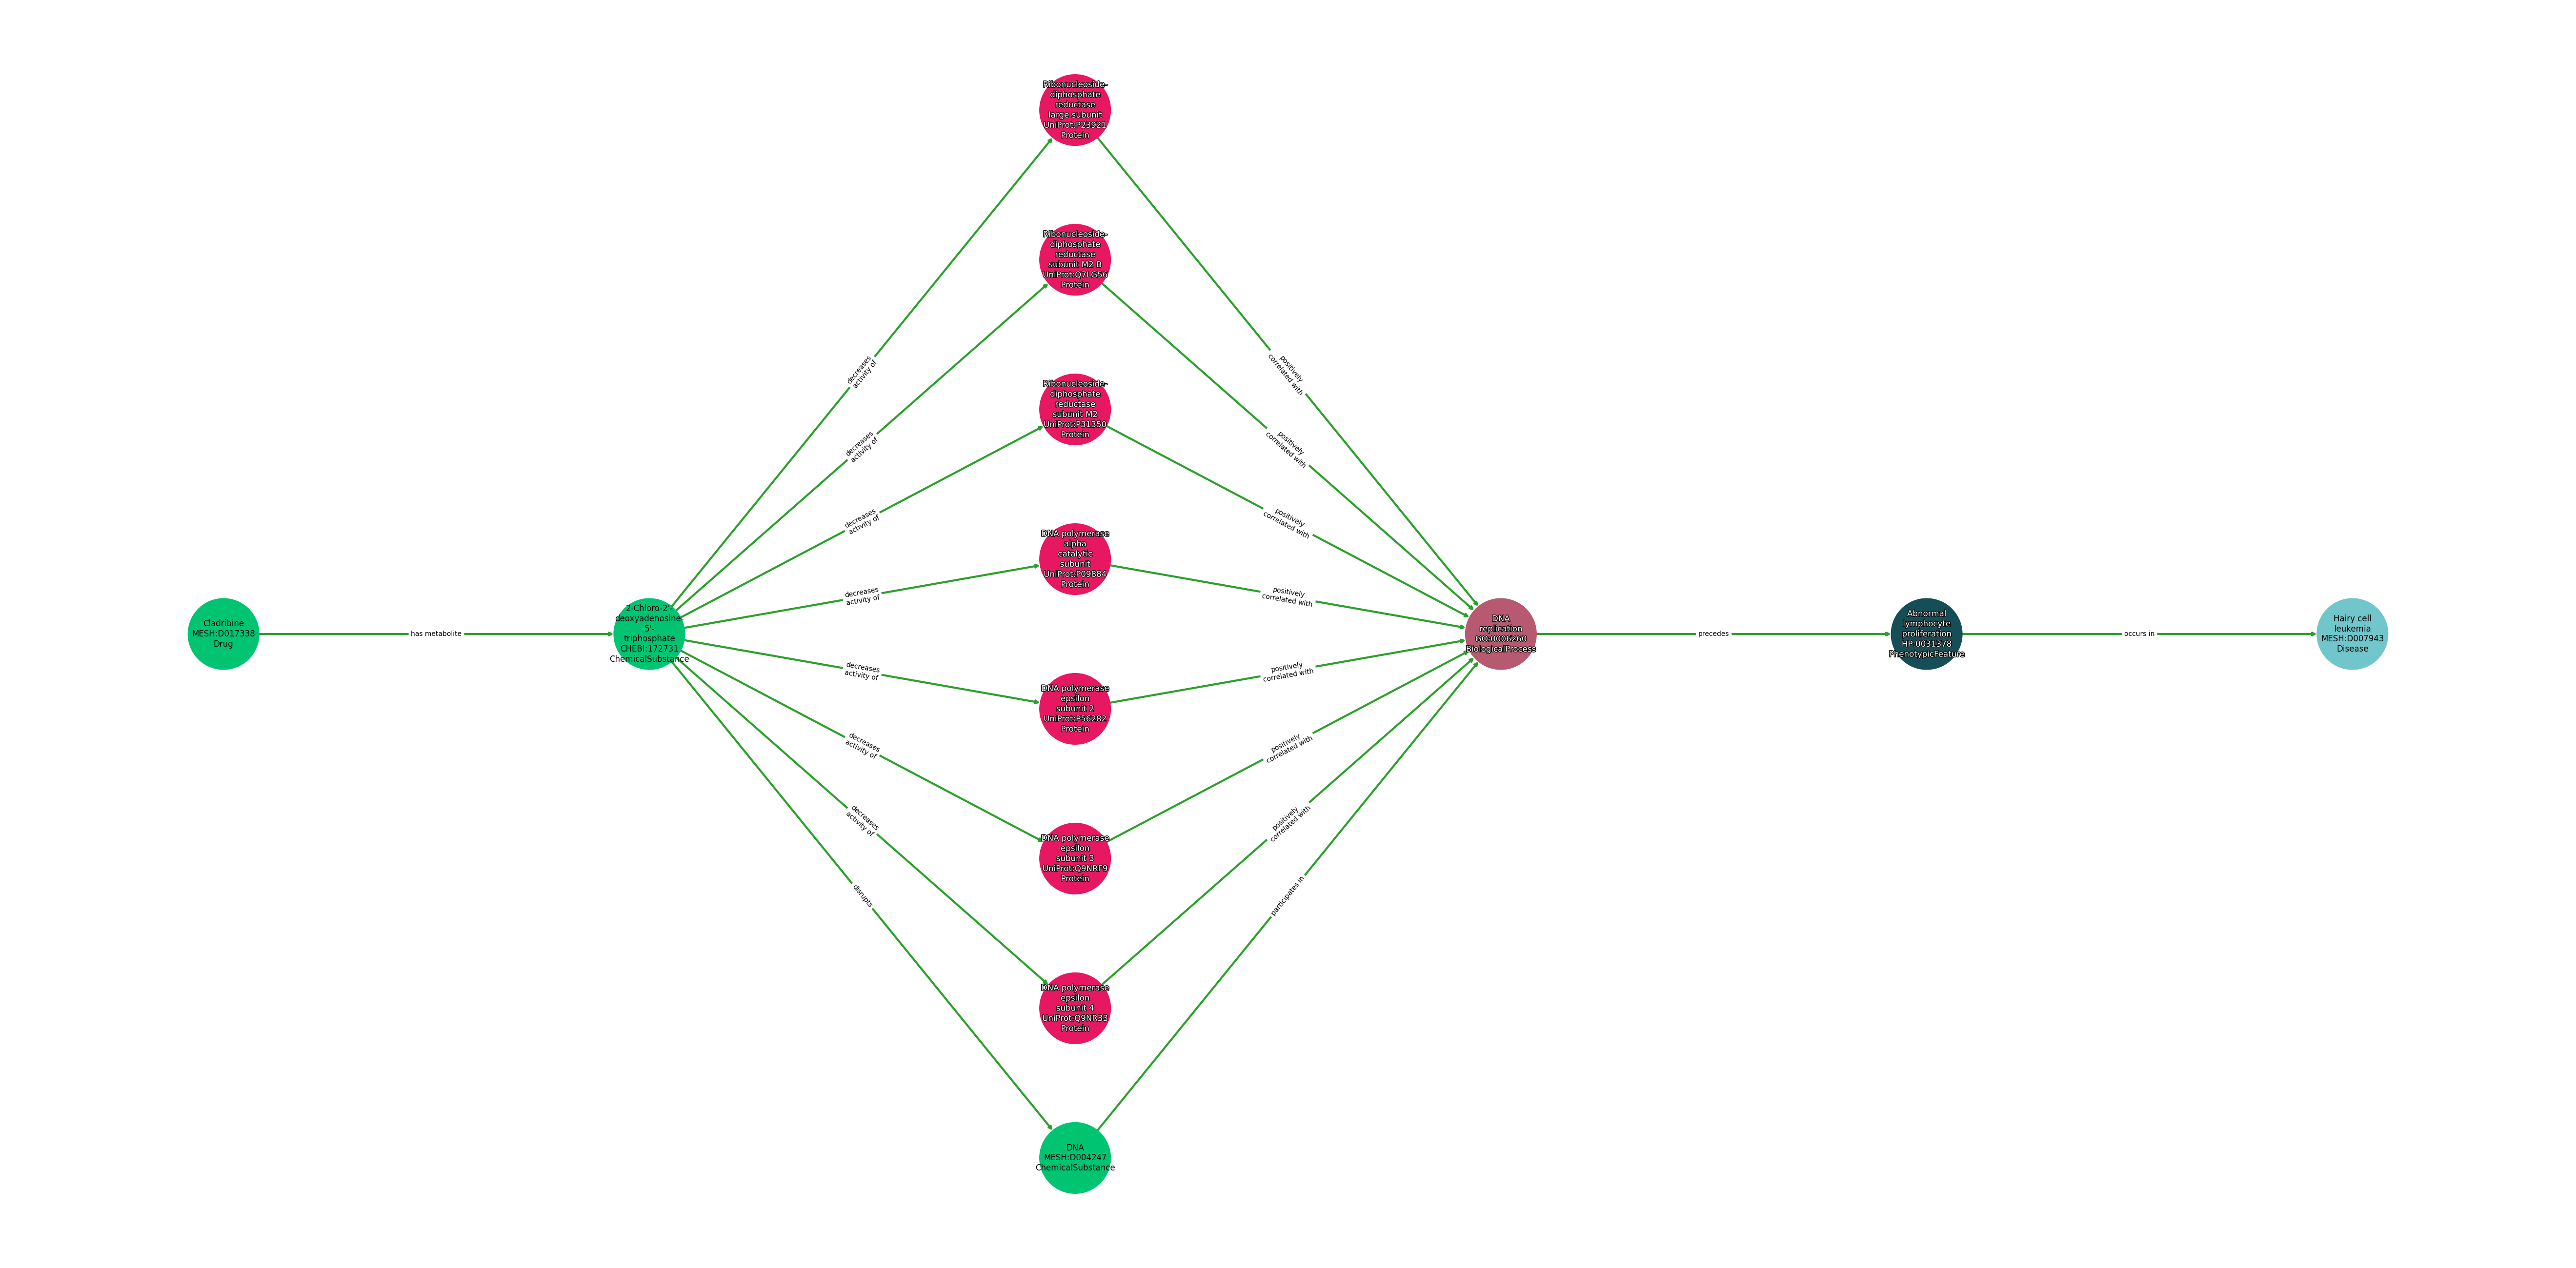 Cladribine
MESH:D017338
Drug
has metabolite
2-Chloro-2'-
deoxyadenosine-
5'-
triphosphate
CHEBI:172731
ChemicalSubstance
decreases
activity of
decreases
activity of
decreases
activity of
decreases
activity of
decreases
activity of
decreases
activity of
decreases
activity of
disrupts
Ribonucleoside-
diphosphate
reductase
large subunit
UniProt:P23921
Protein
Ribonucleoside-
diphosphate
reductase
subunit M2 B
UniProt:Q7LG56
Protein
Ribonucleoside-
diphosphate
reductase
subunit M2
UniProt:P31350
Protein
DNA polymerase
alpha
catalytic
subunit
UniProt:P09884
Protein
DNA polymerase
epsilon
subunit 2
UniProt:P56282
Protein
DNA polymerase
epsilon
subunit 3
UniProt:Q9NRF9
Protein
DNA polymerase
epsilon
subunit 4
UniProt:Q9NR33
Protein
DNA
MESH:D004247
ChemicalSubstance
positively
correlated with
positively
correlated with
positively
correlated with
positively
correlated with
positively
correlated with
positively
correlated with
positively
correlated with
participates in
DNA
replication
GO:0006260
BiologicalProcess
precedes
Abnormal
lymphocyte
proliferation
HP:0031378
PhenotypicFeature
occurs in
Hairy cell
leukemia
MESH:D007943
Disease